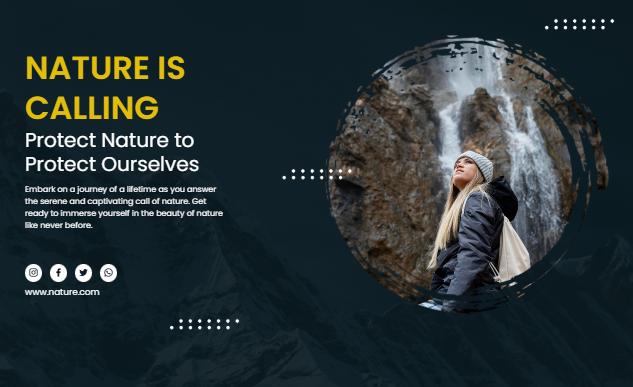 NATURE IS
CALLING
Protect Nature to
Protect Ourselves
Embark on a journey of a lifetime as you answer
the serene and captivating call of nature. Get
ready to immerse yourself in the beauty of nature
like never before.
www.nature.com